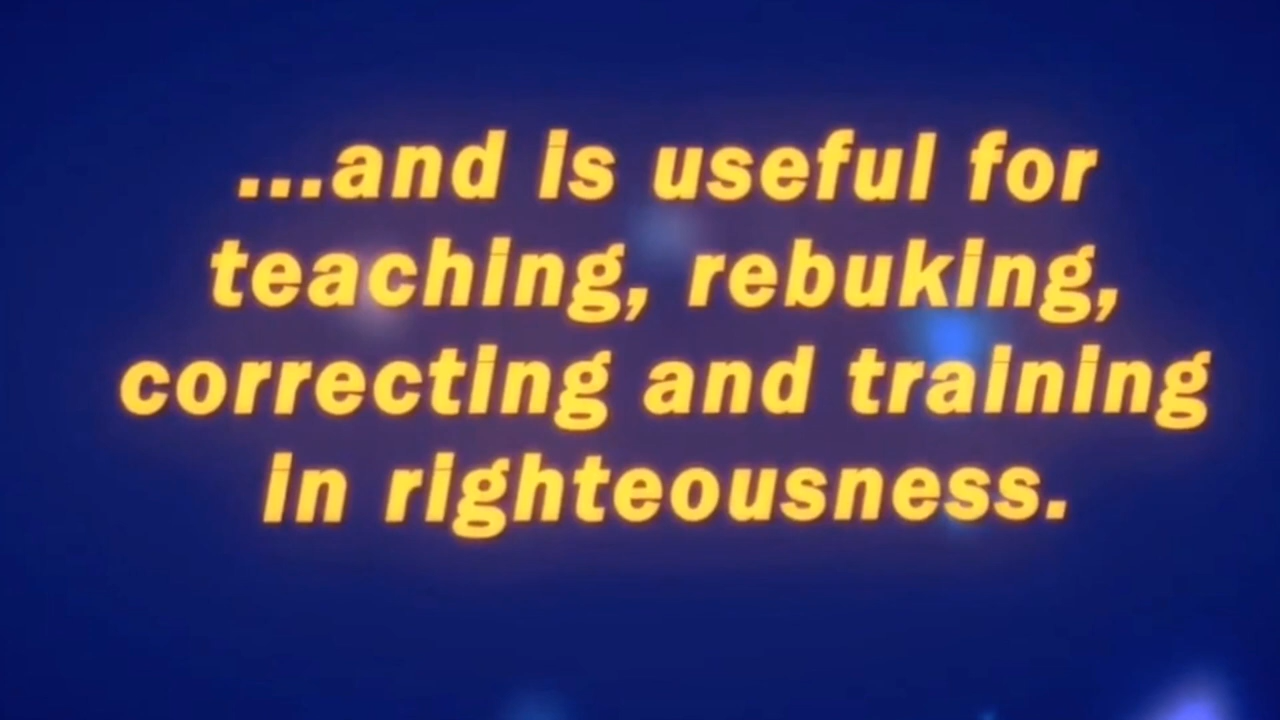 ...and is useful for
teaching, rebuking,
correcting and training
in righteousness.